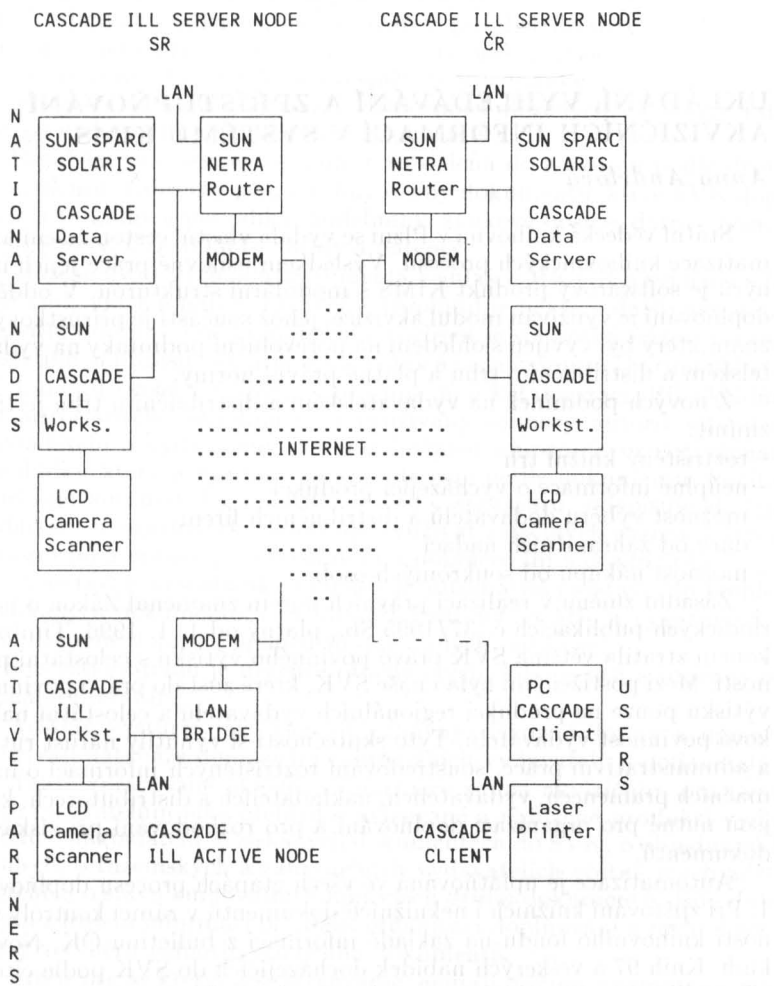 CASCADE ILL SERVER NODE
SR
CASCADE ILL SERVER NODE
ČR
LAN
LAN
NATIONAL NODES
SUN SPARC
SOLARIS
CASCADE
Data
Server
SUN
NETRA
Router
MODEM
SUN
NETRA
Router
MODEM
SUN SPARC
SOLARIS
CASCADE
Data
Server
SUN
CASCADE
ILL
Works.
INTERNET
SUN
CASCADE
ILL
Workst.
LCD
Camera
Scanner
LCD
Camera
Scanner
ACTIVE PARTNERS
SUN
CASCADE
ILL
Workst.
MODEM
LAN
BRIDGE
LAN
LCD
Camera
Scanner
CASCADE
ILL ACTIVE NODE
PC
CASCADE
Client
USERS
LAN
CASCADE
CLIENT
Printer